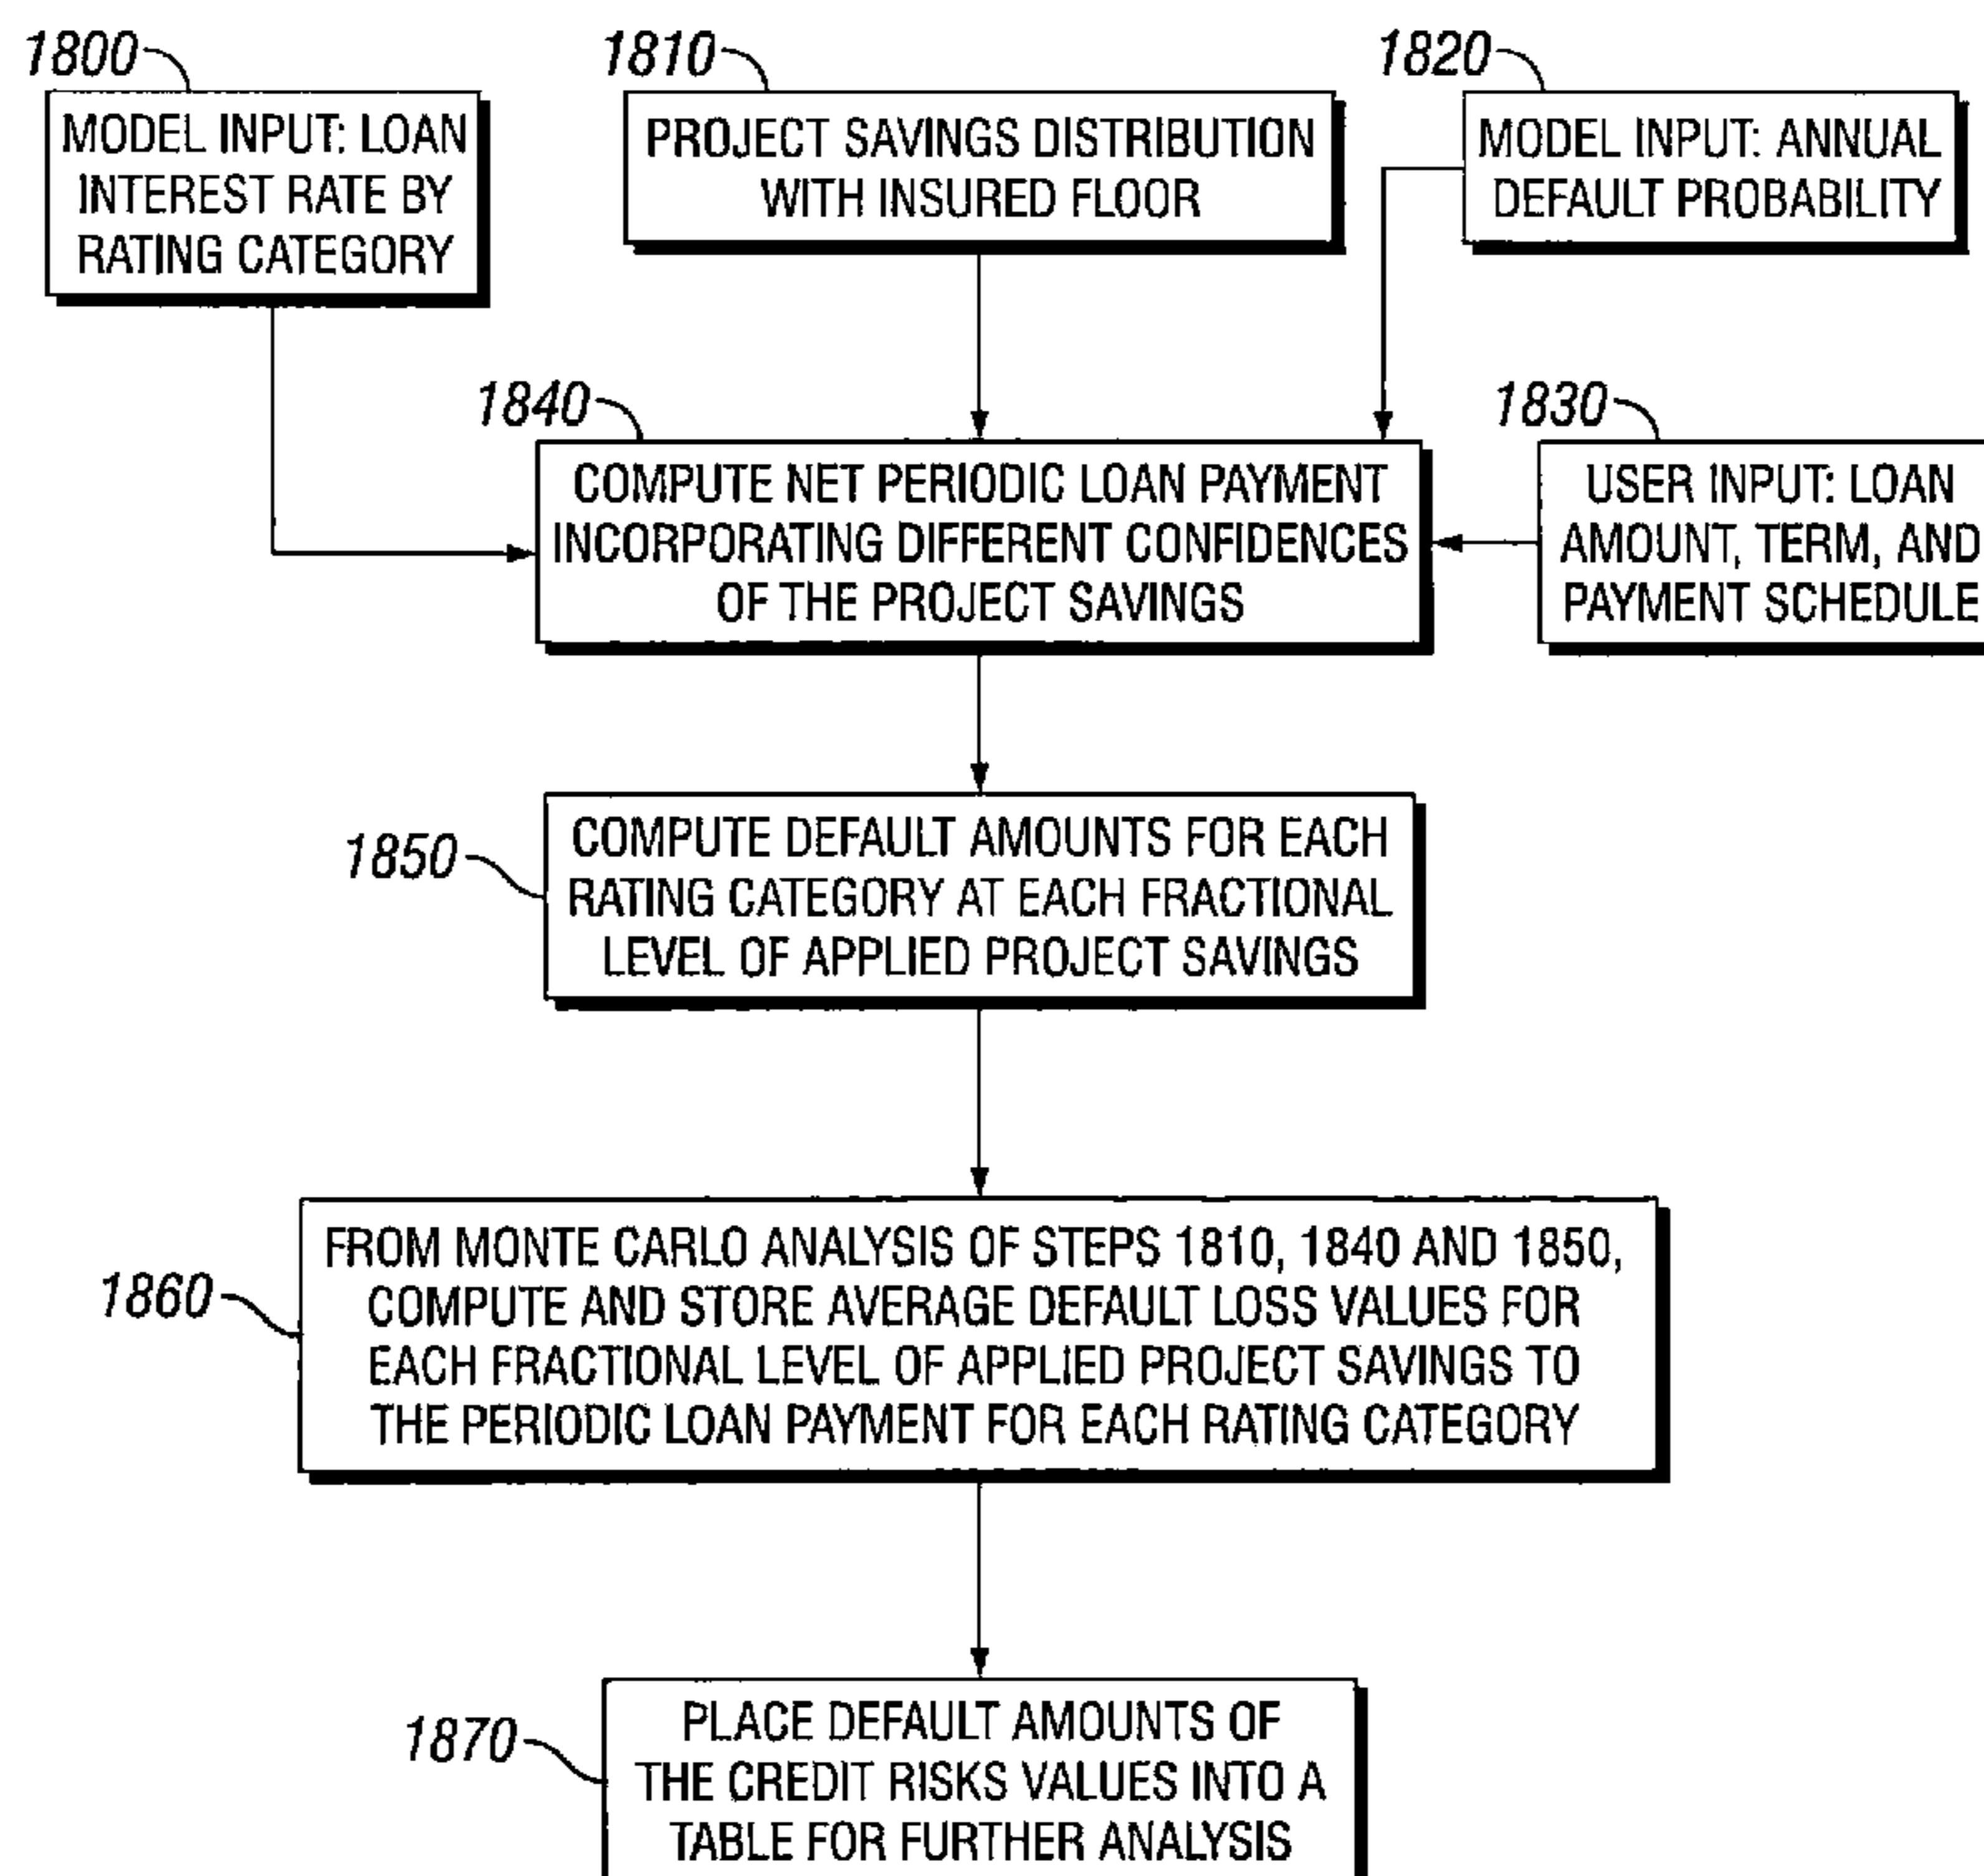 1800
MODEL INPUT: LOAN
INTEREST RATE BY
RATING CATEGORY
1810
PROJECT SAVINGS DISTRIBUTION
WITH INSURED FLOOR
1820
MODEL INPUT: ANNUAL
DEFAULT PROBABILITY
1830
USER INPUT: LOAN
AMOUNT, TERM, AND
PAYMENT SCHEDULE
1840
COMPUTE NET PERIODIC LOAN PAYMENT
INCORPORATING DIFFERENT CONFIDENCES
OF THE PROJECT SAVINGS
1850
COMPUTE DEFAULT AMOUNTS FOR EACH
RATING CATEGORY AT EACH FRACTIONAL
LEVEL OF APPLIED PROJECT SAVINGS
1860
FROM MONTE CARLO ANALYSIS OF STEPS 1810, 1840 AND 1850,
COMPUTE AND STORE AVERAGE DEFAULT LOSS VALUES FOR
EACH FRACTIONAL LEVEL OF APPLIED PROJECT SAVINGS TO
THE PERIODIC LOAN PAYMENT FOR EACH RATING CATEGORY
1870
PLACE DEFAULT AMOUNTS OF
THE CREDIT RISKS VALUES INTO A
TABLE FOR FURTHER ANALYSIS